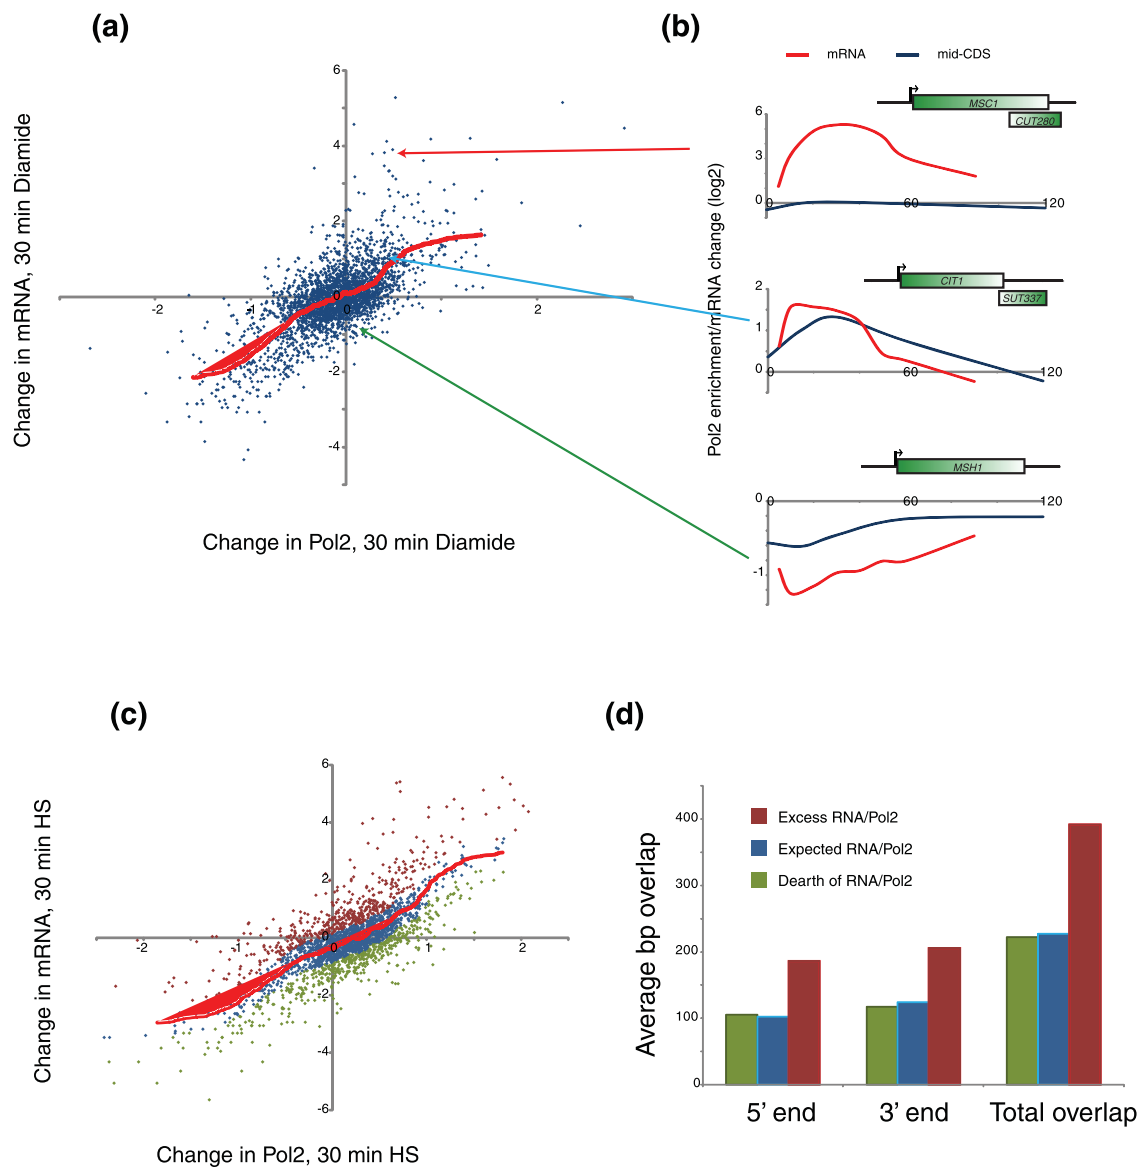 (a)
Change in mRNA, 30 min Diamide
6
4
2
0
-2
-4
-2
-1
0
2
Change in Pol2, 30 min Diamide
(b)
mRNA
mid-CDS
Pol2 enrichment/mRNA change (log2)
MSC1
CUT280
6
3
0
0
60
120
CIT1
SUT337
2
1
0
0
60
120
MSH1
0
0
60
120
-1
(c)
Change in mRNA, 30 min HS
6
4
2
0
-2
-4
-6
-2
-1
0
1
2
Change in Pol2, 30 min HS
(d)
Average bp overlap
400
300
200
100
0
Excess RNA/Pol2
Expected RNA/Pol2
Dearth of RNA/Pol2
5’ end
3’ end
Total overlap